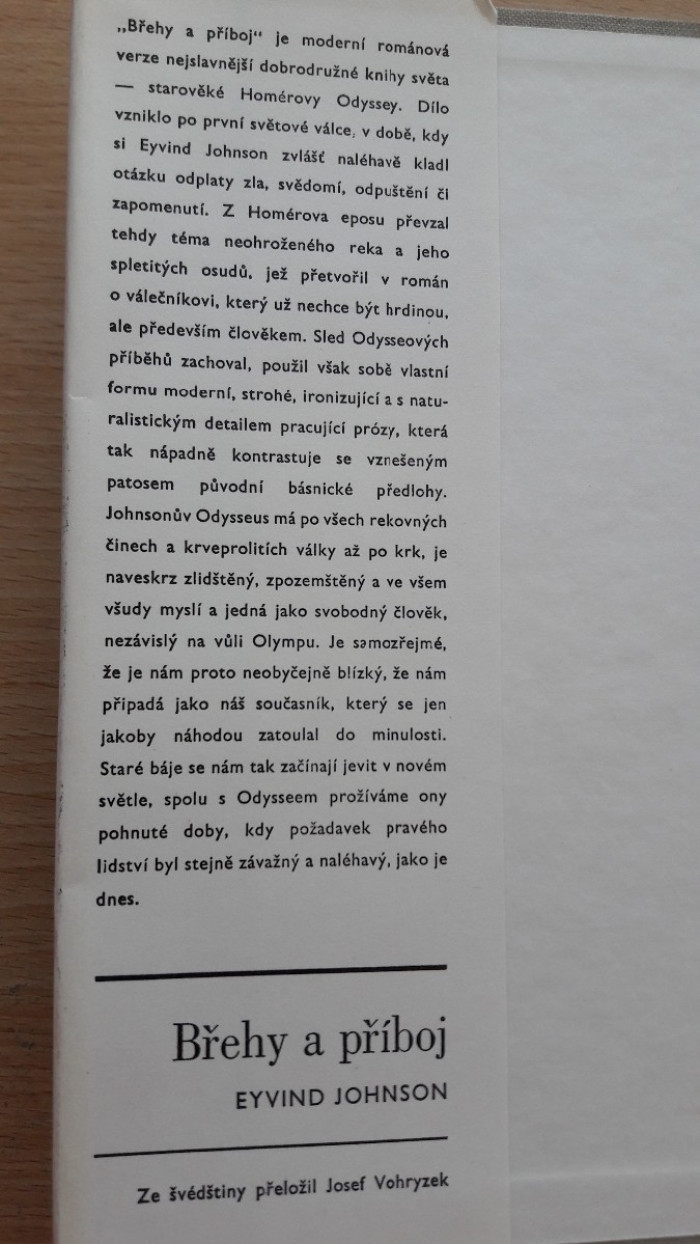 „Břehy a příboj“ je moderní románová
verze nejslavnější dobrodružné knihy světa
— starověké Homérovy Odyssey. Dílo
vzniklo po první světové válce, v době, kdy
si Eyvind Johnson zvlášť naléhavě kladl
otázku odplaty zla, svědomí, odpuštění či
zapomenutí. Z Homérova eposu převzal
tehdy téma neohroženého reka a jeho
spletitých osudů, jež přetvořil v román
o válečníkovi, který už nechce být hrdinou,
ale především člověkem. Sled Odysseových
příběhů zachoval, použil však sobě vlastní
formu moderní, strohé, ironizující a s natu-
ralistickým detailem pracující prózy, která
tak nápadně kontrastuje se vznešeným
patosem původní básnické předlohy.
Johnsonův Odysseus má po všech rekovných
činech a krveprolitích války až po krk, je
naveskrz zlidštěný, zpozemštěný a ve všem
všudy myslí a jedná jako svobodný člověk,
nezávislý na vůli Olympu. Je samozřejmé,
že je nám proto neobyčejně blízký, že nám
připadá jako náš současník, který se jen
jakoby náhodou zatoulal do minulosti.
Staré báje se nám tak začínají jevit v novém
světle, spolu s Odysseem prožíváme ony
pohnuté doby, kdy požadavek pravého
lidství byl stejně závažný a naléhavý, jako je
dnes.
Břehy a příboj
EYVIND JOHNSON
Ze švédštiny přeložil Josef Vohryzek